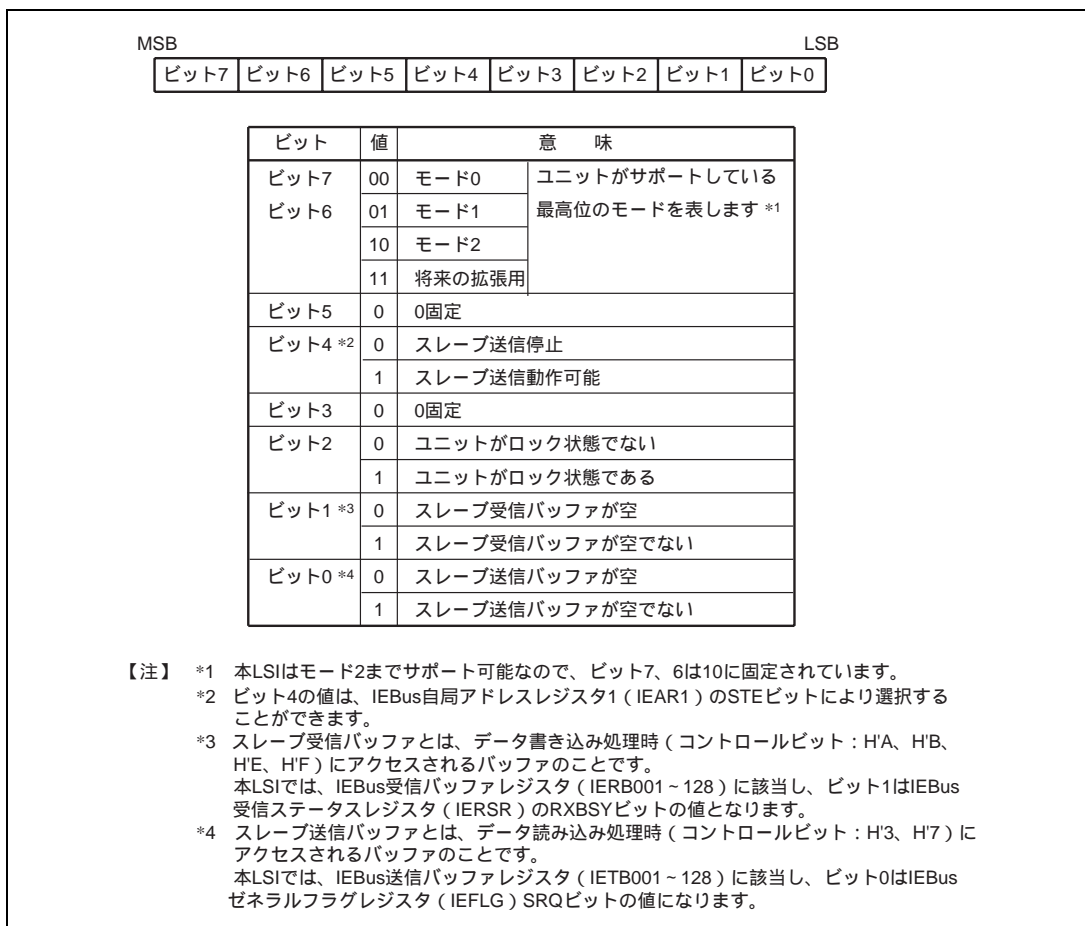 MSB LSB
ビット7 ビット6 ビット5 ビット4 ビット3 ビット2 ビット1 ビット0
ビット 値 意 味
ビット7 00 モード0 ユニットがサポートしている
ビット6 01 モード1 最高位のモードを表します *1
10 モード2
11 将来の拡張用
ビット5 0 0固定
ビット4 *2 0 スレーブ送信停止
1 スレーブ送信動作可能
ビット3 0 0固定
ビット2 0 ユニットがロック状態でない
1 ユニットがロック状態である
ビット1 *3 0 スレーブ受信バッファが空
1 スレーブ受信バッファが空でない
ビット0 *4 0 スレーブ送信バッファが空
1 スレーブ送信バッファが空でない
【注】 *1 本LSIはモード2までサポート可能なので、ビット7、6は10に固定されています。
*2 ビット4の値は、IEBus自局アドレスレジスタ1(IEAR1)のSTEビットにより選択する
ことができます。
*3 スレーブ受信バッファとは、データ書き込み処理時(コントロールビット:H'A、H'B、
H'E、H'F)にアクセスされるバッファのことです。
本LSIでは、IEBus受信バッファレジスタ(IERB001~128)に該当し、ビット1はIEBus
受信ステータスレジスタ(IERSR)のRXBSYビットの値となります。
*4 スレーブ送信バッファとは、データ読み込み処理時(コントロールビット:H'3、H'7)に
アクセスされるバッファのことです。
本LSIでは、IEBus送信バッファレジスタ(IETB001~128)に該当し、ビット0はIEBus
ゼネラルフラグレジスタ(IEFLG)SRQビットの値になります。